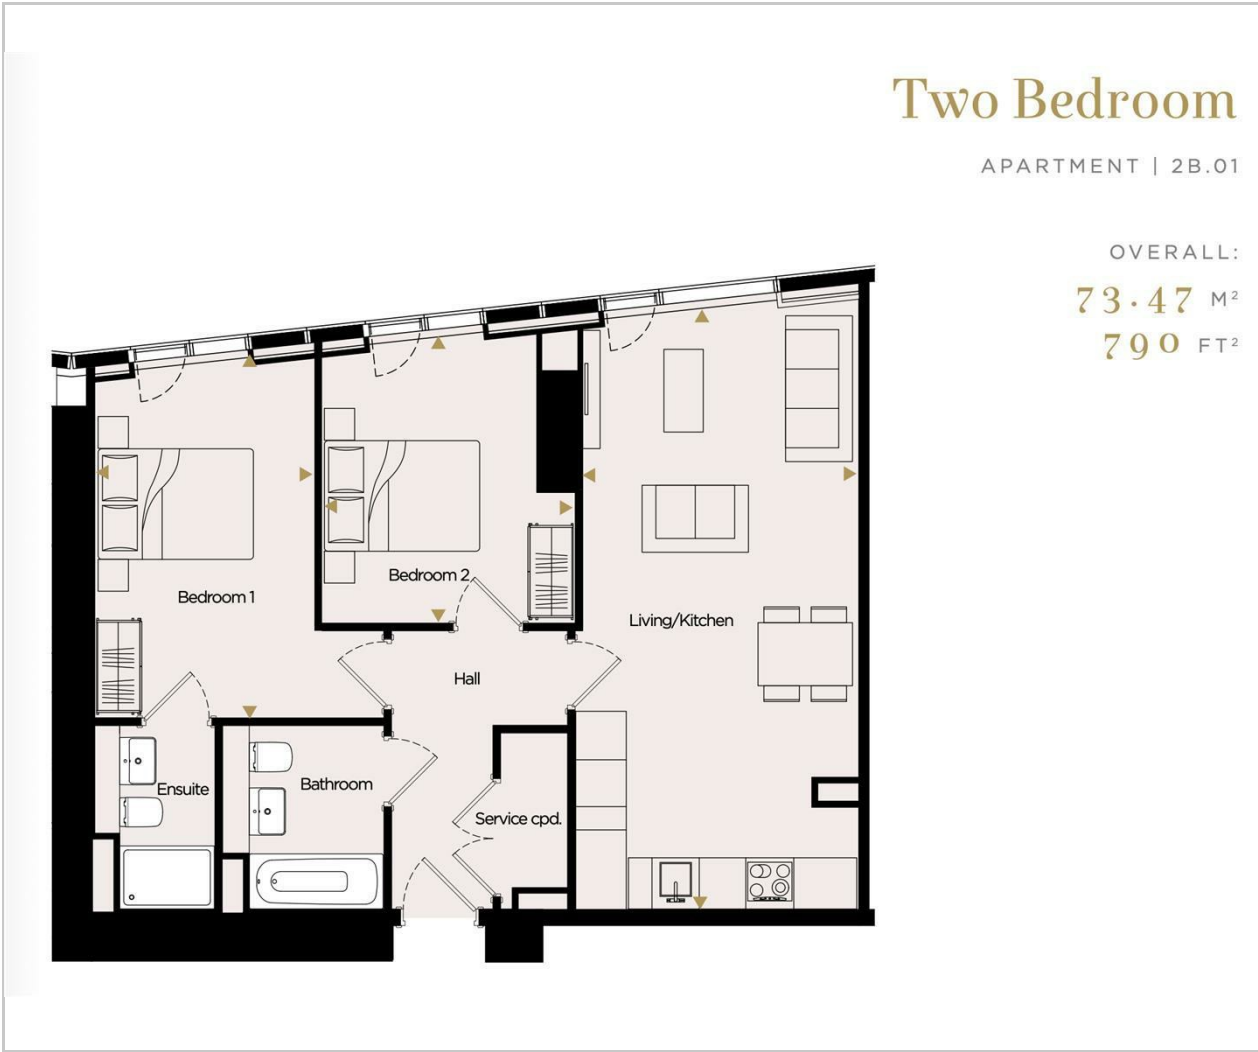 Two Bedroom
APARTMENT | 2B.01
OVERALL:
73.47 M²
790 FT²
Bedroom 2
Bedroom 1
Living/Kitchen
Hall
Ensuite
Bathroom
Service cpd.